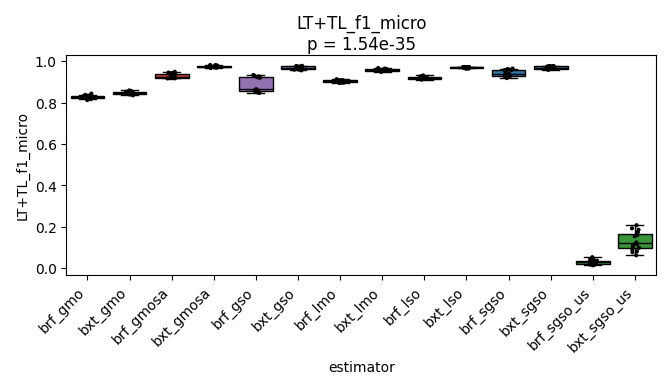 LT+TL_f1_micro
p = 1.54e-35
LT+TL_f1_micro
1.0
0.8
0.6
0.4
0.2
0.0
brf_gmo
bxt_gmo
brf_gmosa
bxt_gmosa
brf_gso
bxt_gso
brf_lmo
bxt_lmo
brf_lso
bxt_lso
brf_sgso
bxt_sgso
brf_sgso_us
bxt_sgso_us
estimator